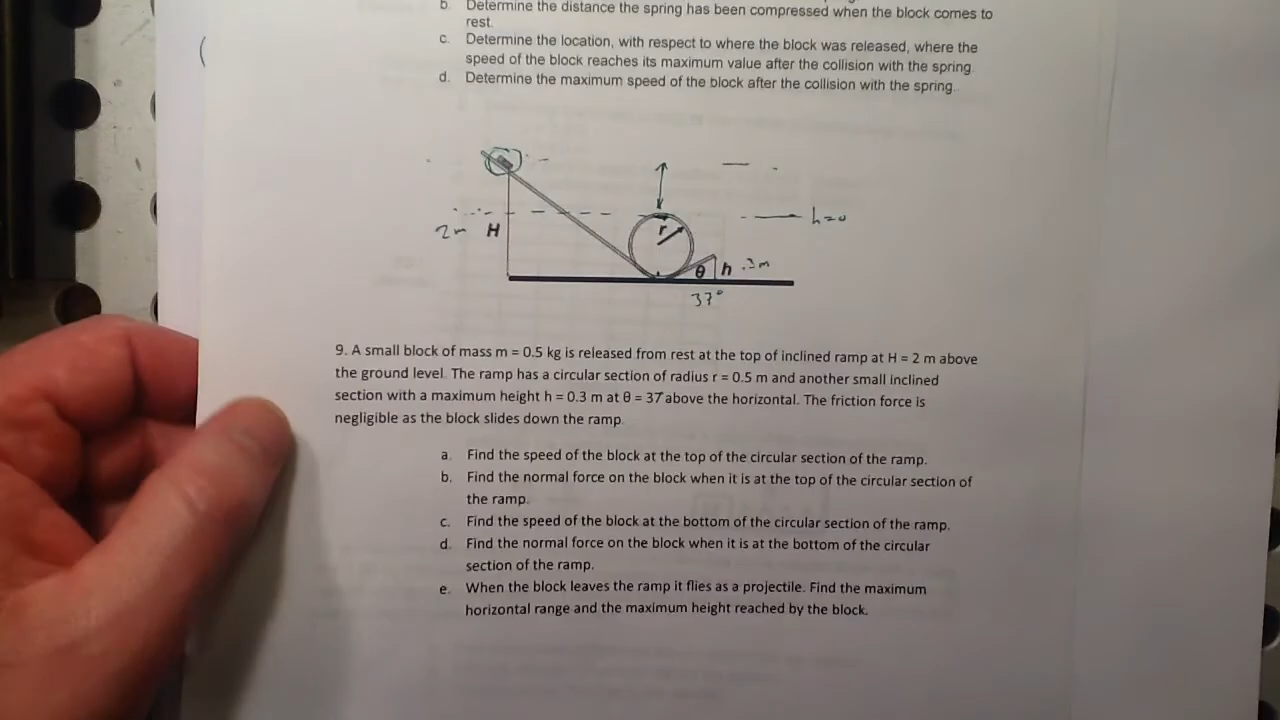 b. Determine the distance the spring has been compressed when the block comes to
rest.
c. Determine the location, with respect to where the block was released, where the
speed of the block reaches its maximum value after the collision with the spring.
d. Determine the maximum speed of the block after the collision with the spring.
h=0
2m H
r
θ h .3m
37°
9. A small block of mass m = 0.5 kg is released from rest at the top of inclined ramp at H = 2 m above
the ground level. The ramp has a circular section of radius r = 0.5 m and another small inclined
section with a maximum height h = 0.3 m at θ = 37° above the horizontal. The friction force is
negligible as the block slides down the ramp.
a. Find the speed of the block at the top of the circular section of the ramp.
b. Find the normal force on the block when it is at the top of the circular section of
the ramp.
c. Find the speed of the block at the bottom of the circular section of the ramp.
d. Find the normal force on the block when it is at the bottom of the circular
section of the ramp.
e. When the block leaves the ramp it flies as a projectile. Find the maximum
horizontal range and the maximum height reached by the block.